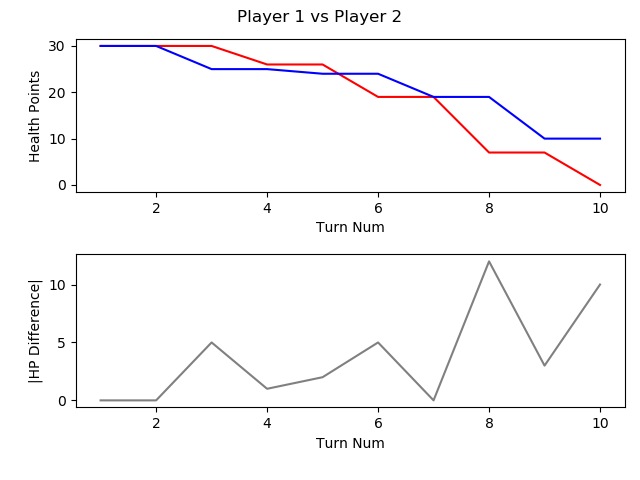 Player 1 vs Player 2
Health Points
30
20
10
0
2 4 6 8 10
Turn Num
|HP Difference|
10
5
0
2 4 6 8 10
Turn Num